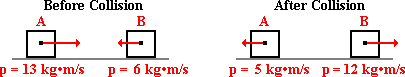 Before Collision After Collision
A B A B
p = 13 kg•m/s p = 6 kg•m/s p = 5 kg•m/s p = 12 kg•m/s